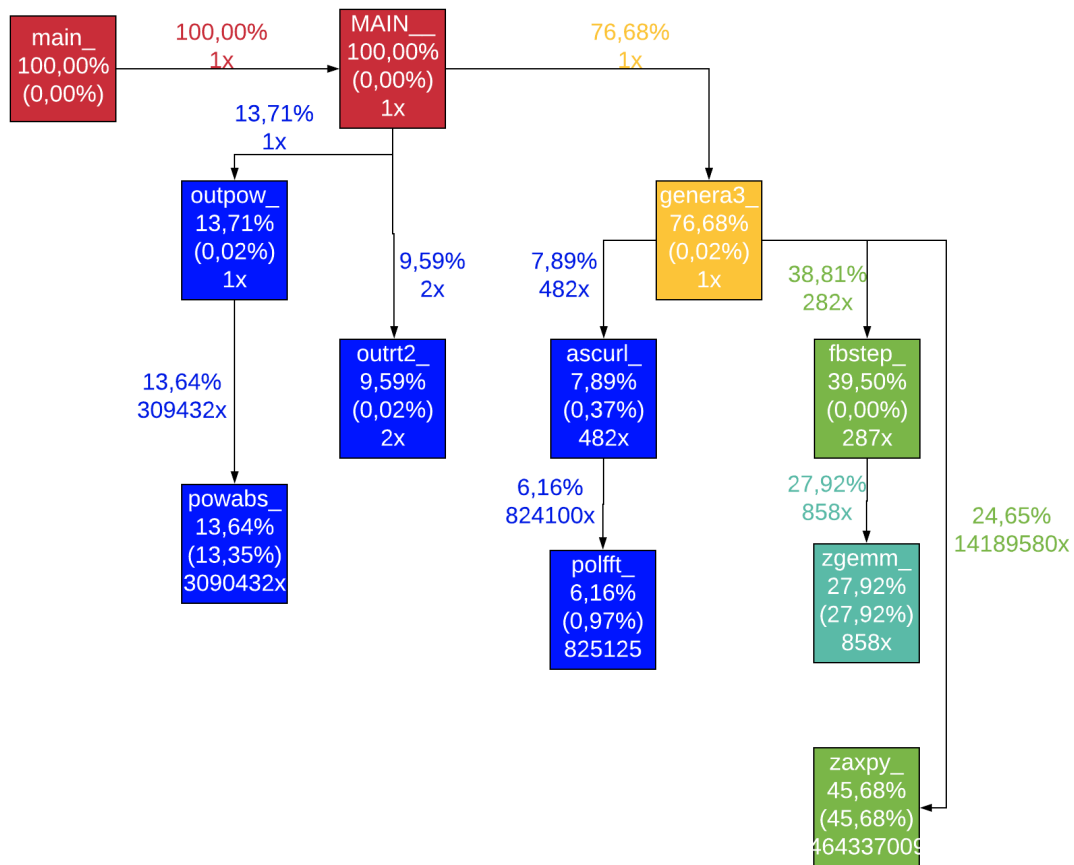 main_
100,00%
(0,00%)
100,00%
1x
MAIN__
100,00%
(0,00%)
1x
76,68%
1x
13,71%
1x
outpow_
13,71%
(0,02%)
1x
9,59%
2x
genera3_
76,68%
(0,02%)
1x
7,89%
482x
38,81%
282x
13,64%
309432x
outrt2_
9,59%
(0,02%)
2x
ascurl_
7,89%
(0,37%)
482x
fbstep_
39,50%
(0,00%)
287x
powabs_
13,64%
(13,35%)
3090432x
6,16%
824100x
27,92%
858x
24,65%
14189580x
polfft_
6,16%
(0,97%)
825125
zgemm_
27,92%
(27,92%)
858x
zaxpy_
45,68%
(45,68%)
464337009